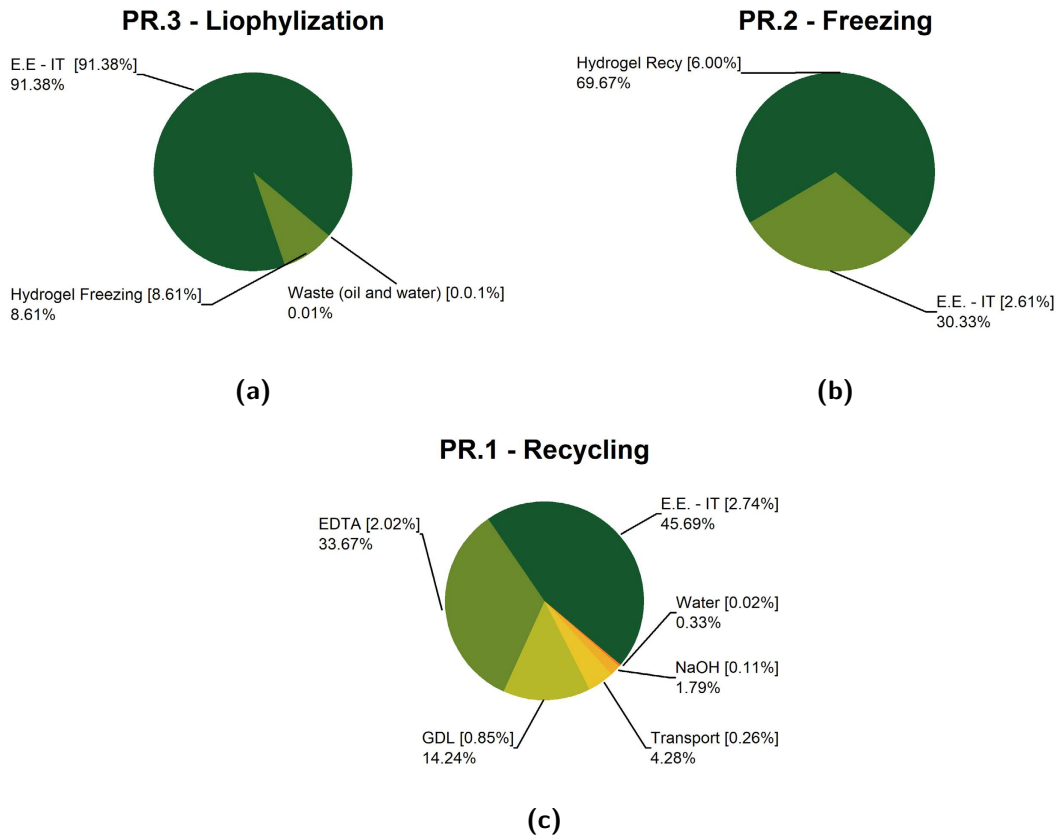 PR.3 - Liophylization
E.E - IT [91.38%]
91.38%
Hydrogel Freezing [8.61%]
8.61%
Waste (oil and water) [0.0.1%]
0.01%
(a)
PR.2 - Freezing
Hydrogel Recy [6.00%]
69.67%
E.E. - IT [2.61%]
30.33%
(b)
PR.1 - Recycling
E.E. - IT [2.74%]
45.69%
EDTA [2.02%]
33.67%
Water [0.02%]
0.33%
NaOH [0.11%]
1.79%
GDL [0.85%]
14.24%
Transport [0.26%]
4.28%
(c)